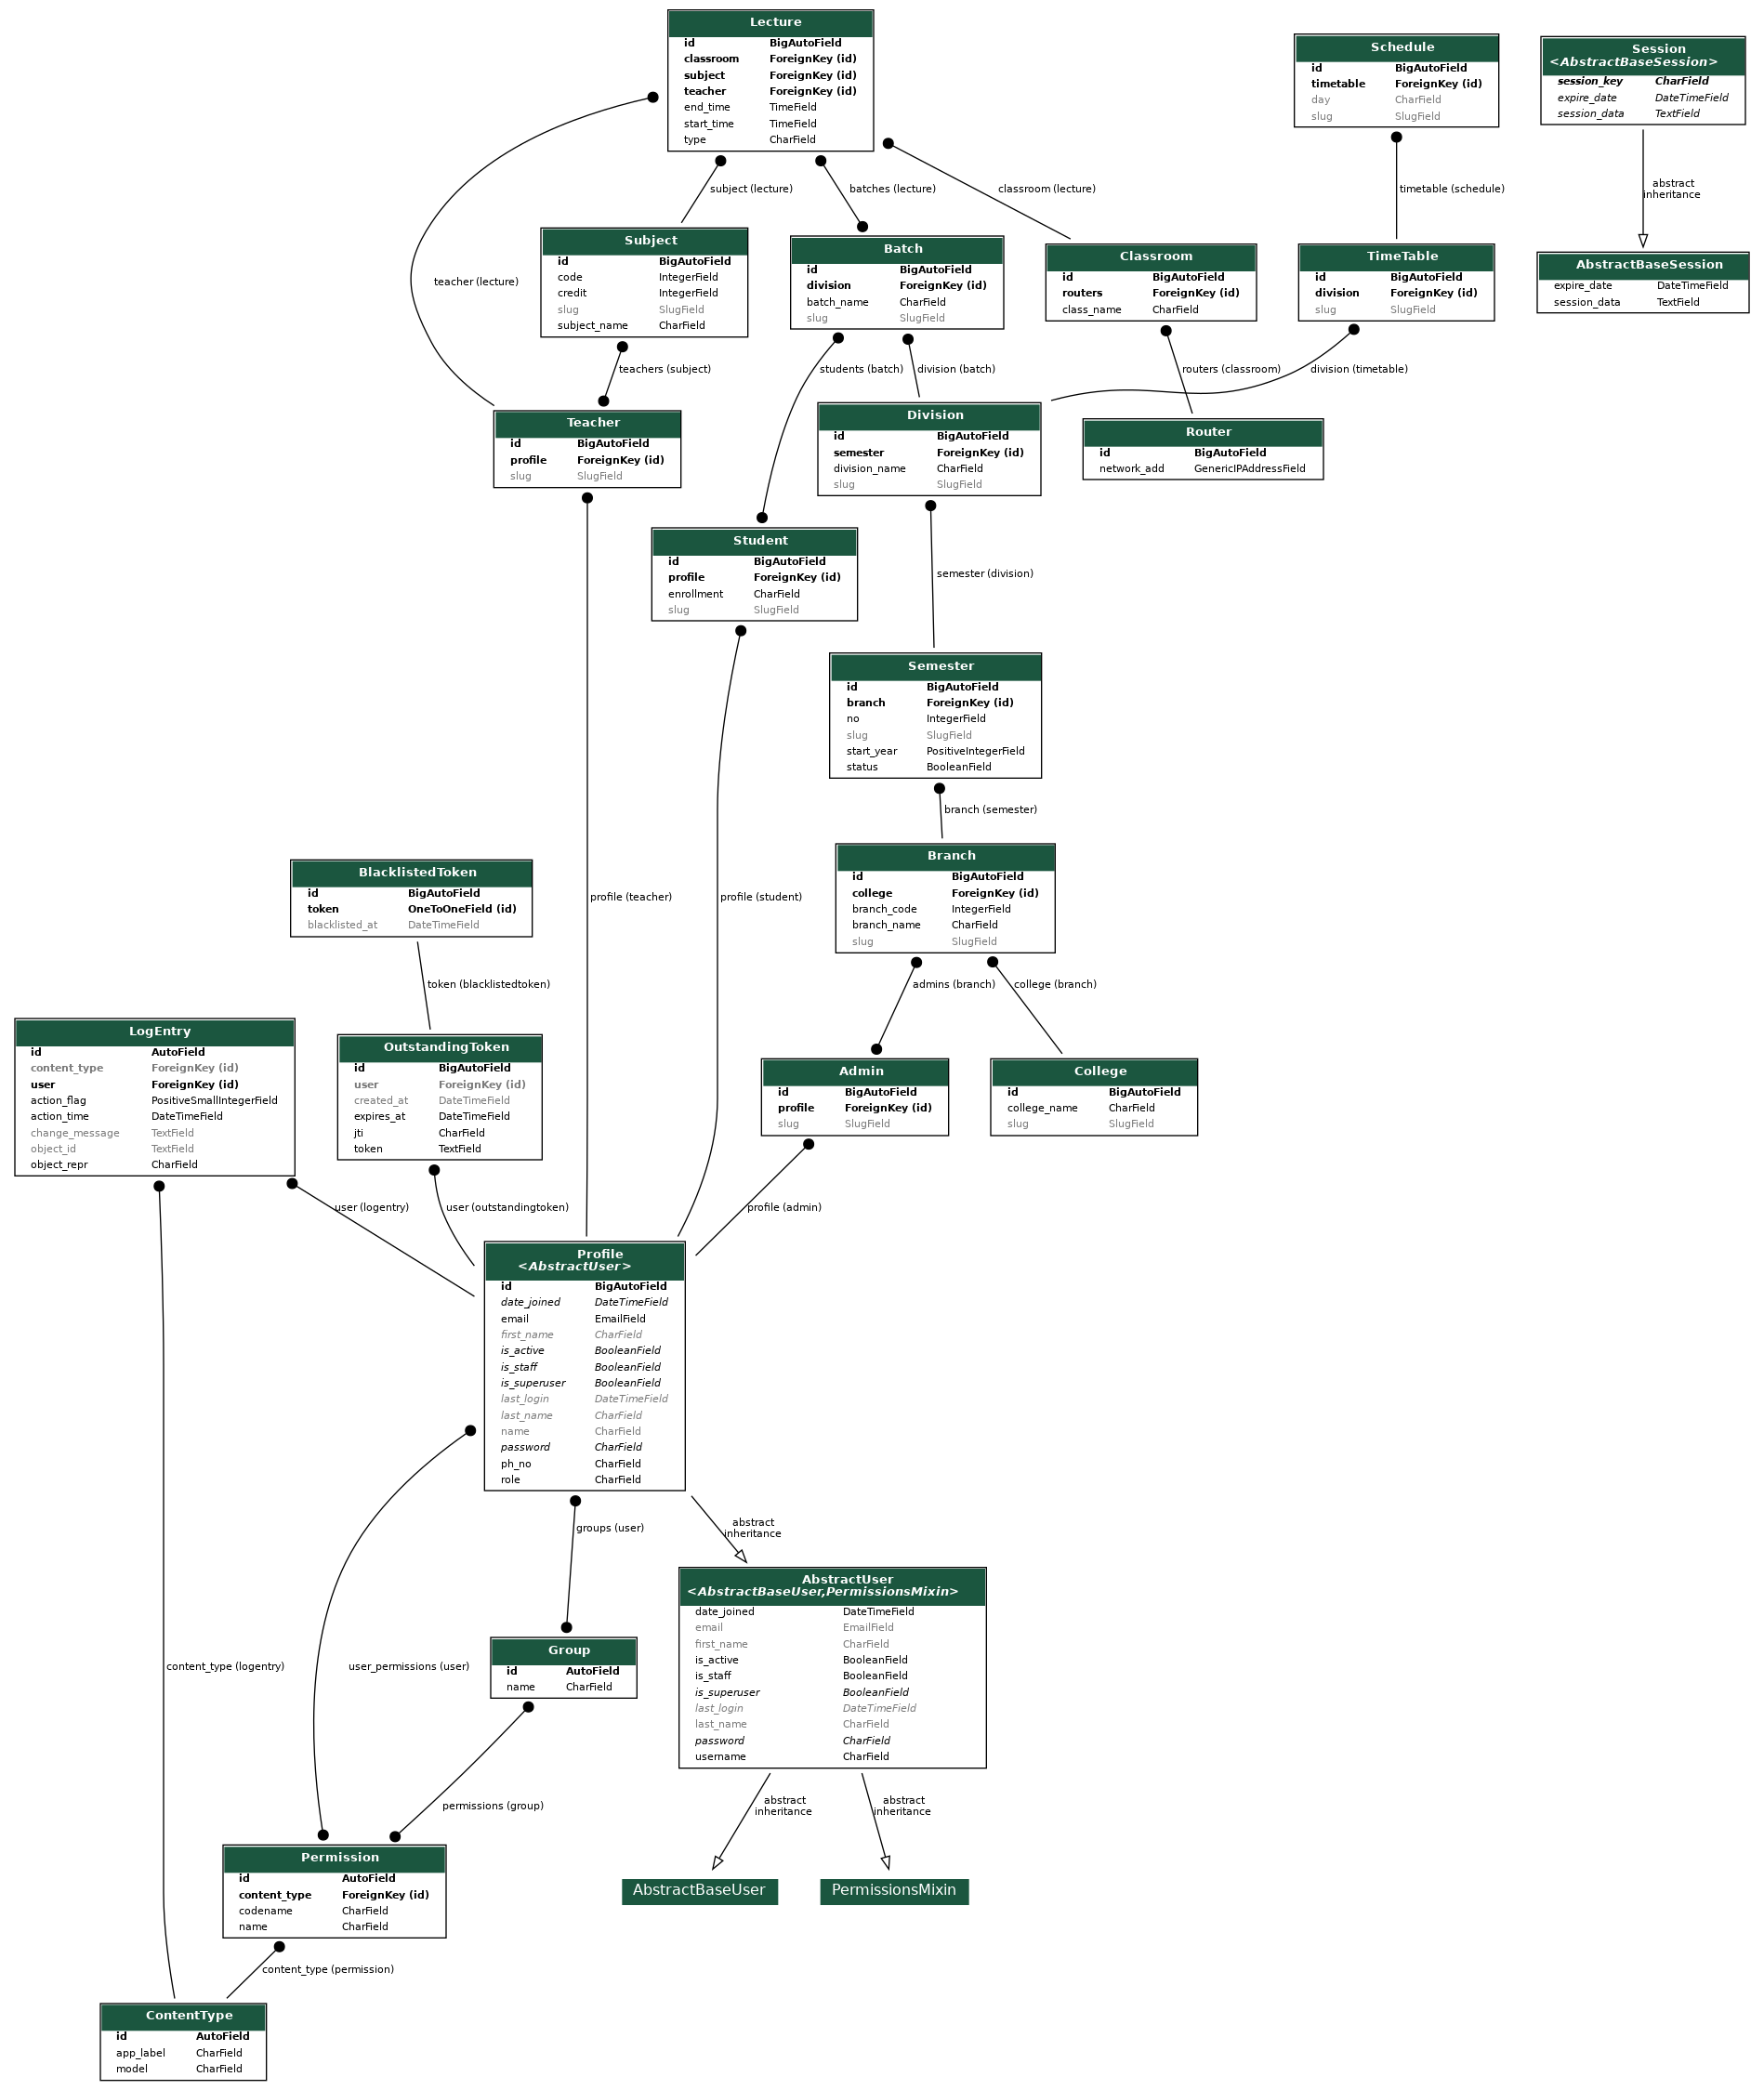 Lecture
id BigAutoField
classroom ForeignKey (id)
subject ForeignKey (id)
teacher ForeignKey (id)
end_time TimeField
start_time TimeField
type CharField
Schedule
id BigAutoField
timetable ForeignKey (id)
day CharField
slug SlugField
Session
<AbstractBaseSession>
session_key CharField
expire_date DateTimeField
session_data TextField
subject (lecture)
batches (lecture)
classroom (lecture)
timetable (schedule)
abstract
inheritance
teacher (lecture)
Subject
id BigAutoField
code IntegerField
credit IntegerField
slug SlugField
subject_name CharField
Batch
id BigAutoField
division ForeignKey (id)
batch_name CharField
slug SlugField
Classroom
id BigAutoField
routers ForeignKey (id)
class_name CharField
TimeTable
id BigAutoField
division ForeignKey (id)
slug SlugField
AbstractBaseSession
expire_date DateTimeField
session_data TextField
teachers (subject)
students (batch)
division (batch)
routers (classroom)
division (timetable)
Teacher
id BigAutoField
profile ForeignKey (id)
slug SlugField
Division
id BigAutoField
semester ForeignKey (id)
division_name CharField
slug SlugField
Router
id BigAutoField
network_add GenericIPAddressField
Student
id BigAutoField
profile ForeignKey (id)
enrollment CharField
slug SlugField
semester (division)
Semester
id BigAutoField
branch ForeignKey (id)
no IntegerField
slug SlugField
start_year PositiveIntegerField
status BooleanField
branch (semester)
BlacklistedToken
id BigAutoField
token OneToOneField (id)
blacklisted_at DateTimeField
profile (teacher)
profile (student)
Branch
id BigAutoField
college ForeignKey (id)
branch_code IntegerField
branch_name CharField
slug SlugField
token (blacklistedtoken)
admins (branch)
college (branch)
LogEntry
id AutoField
content_type ForeignKey (id)
user ForeignKey (id)
action_flag PositiveSmallIntegerField
action_time DateTimeField
change_message TextField
object_id TextField
object_repr CharField
OutstandingToken
id BigAutoField
user ForeignKey (id)
created_at DateTimeField
expires_at DateTimeField
jti CharField
token TextField
Admin
id BigAutoField
profile ForeignKey (id)
slug SlugField
College
id BigAutoField
college_name CharField
slug SlugField
user (logentry)
user (outstandingtoken)
profile (admin)
Profile
<AbstractUser>
id BigAutoField
date_joined DateTimeField
email EmailField
first_name CharField
is_active BooleanField
is_staff BooleanField
is_superuser BooleanField
last_login DateTimeField
last_name CharField
name CharField
password CharField
ph_no CharField
role CharField
groups (user)
abstract
inheritance
content_type (logentry)
user_permissions (user)
Group
id AutoField
name CharField
AbstractUser
<AbstractBaseUser,PermissionsMixin>
date_joined DateTimeField
email EmailField
first_name CharField
is_active BooleanField
is_staff BooleanField
is_superuser BooleanField
last_login DateTimeField
last_name CharField
password CharField
username CharField
permissions (group)
abstract
inheritance
abstract
inheritance
Permission
id AutoField
content_type ForeignKey (id)
codename CharField
name CharField
AbstractBaseUser
PermissionsMixin
content_type (permission)
ContentType
id AutoField
app_label CharField
model CharField